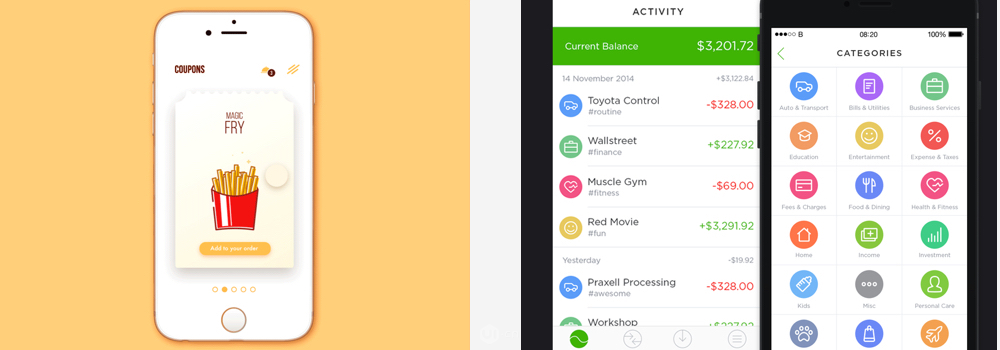 COUPONS
1
MAGIC
FRY
Add to your order
ACTIVITY
Current Balance $3,201.72
14 November 2014 +$3,122.84
Toyota Control -$328.00
#routine
Wallstreet +$227.92
#finance
Muscle Gym -$69.00
#fitness
Red Movie +$3,291.92
#fun
Yesterday -$19.92
Praxell Processing -$328.00
#awesome
Workshop +$227.92
B 08:20 100%
CATEGORIES
Auto & Transport Bills & Utilities Business Services
Education Entertainment Expense & Taxes
Fees & Charges Food & Dining Health & Fitness
Home Income Investment
Kids Misc Personal Care